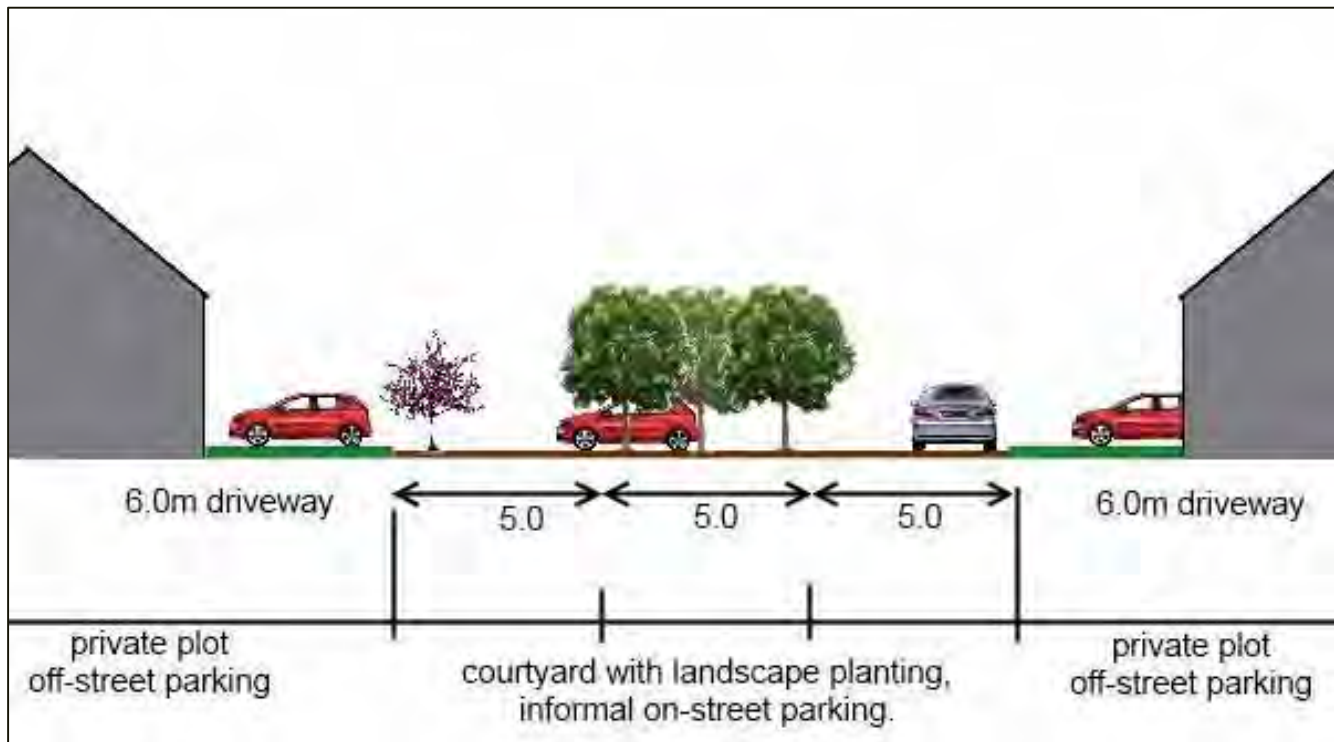 6.0m driveway
5.0
5.0
5.0
6.0m driveway
private plot
off-street parking
courtyard with landscape planting,
informal on-street parking.
private plot
off-street parking